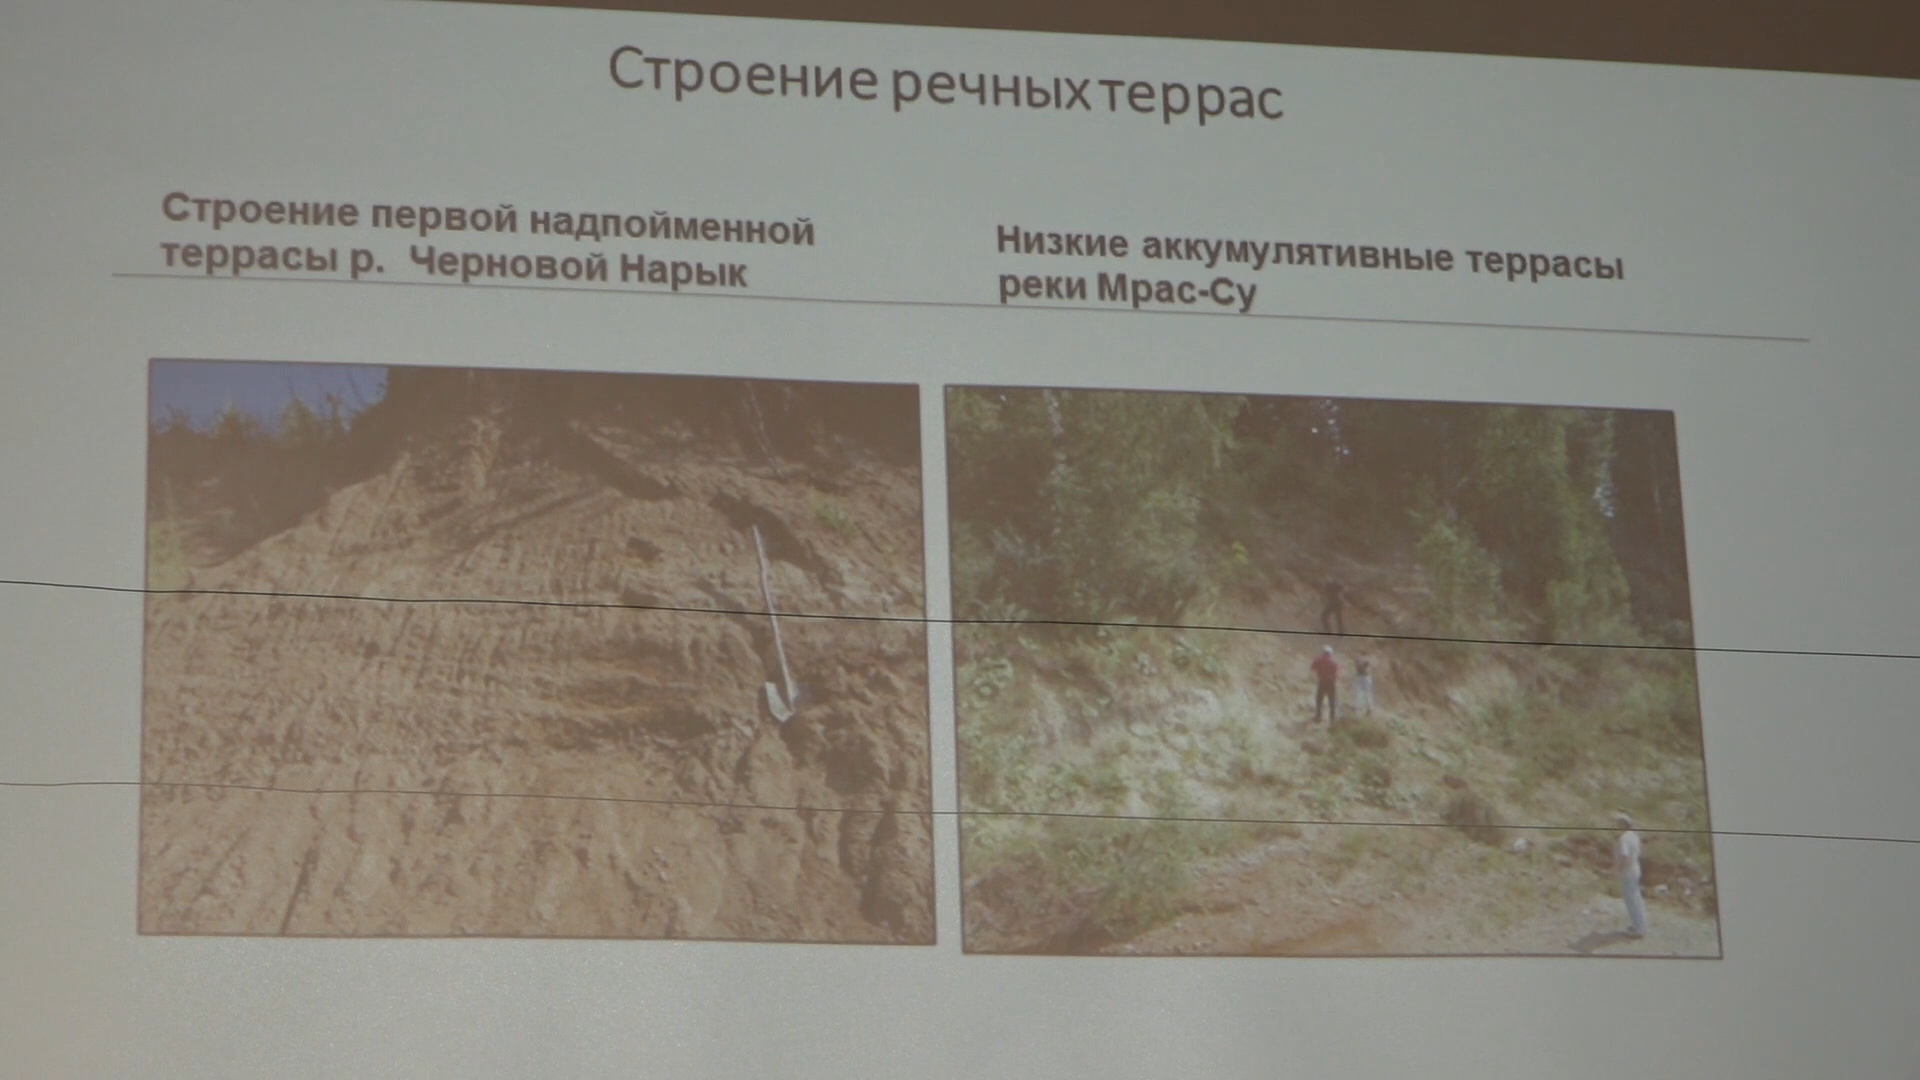 Строение речных террас
Строение первой надпойменной
террасы р. Черновой Нарык
Низкие аккумулятивные террасы
реки Мрас-Су